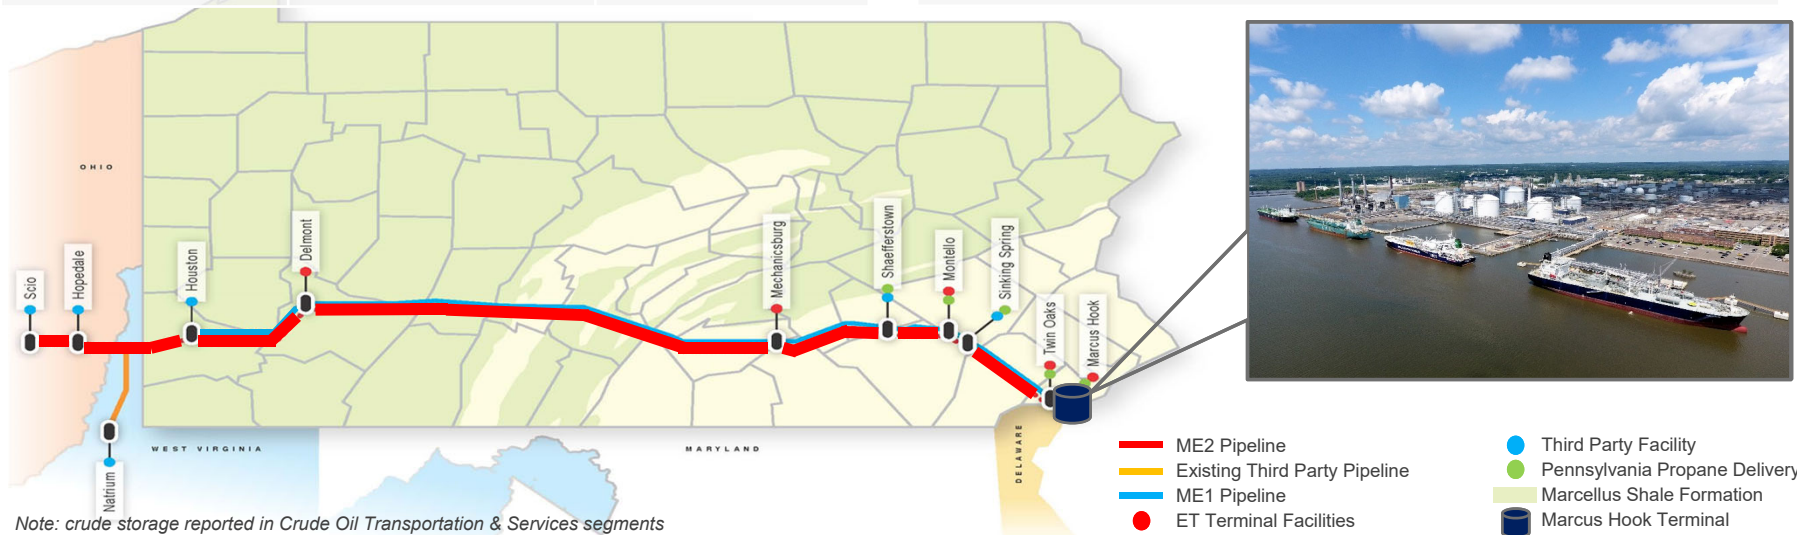 OHIO
Scio
Hopedale
Houston
Delmont
Mechanicsburg
Shaefferstown
Montello
Sinking Spring
Twin Oaks
Marcus Hook
Natrium
WEST VIRGINIA
MARYLAND
DELAWARE
Note: crude storage reported in Crude Oil Transportation & Services segments
ME2 Pipeline
Existing Third Party Pipeline
ME1 Pipeline
ET Terminal Facilities
Third Party Facility
Pennsylvania Propane Delivery
Marcellus Shale Formation
Marcus Hook Terminal